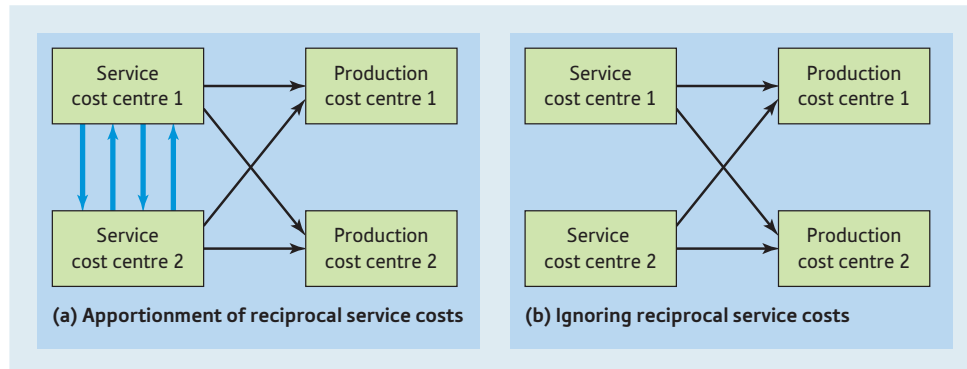 Service
cost centre 1
Production
cost centre 1
Service
cost centre 2
Production
cost centre 2
(a) Apportionment of reciprocal service costs
Service
cost centre 1
Production
cost centre 1
Service
cost centre 2
Production
cost centre 2
(b) Ignoring reciprocal service costs